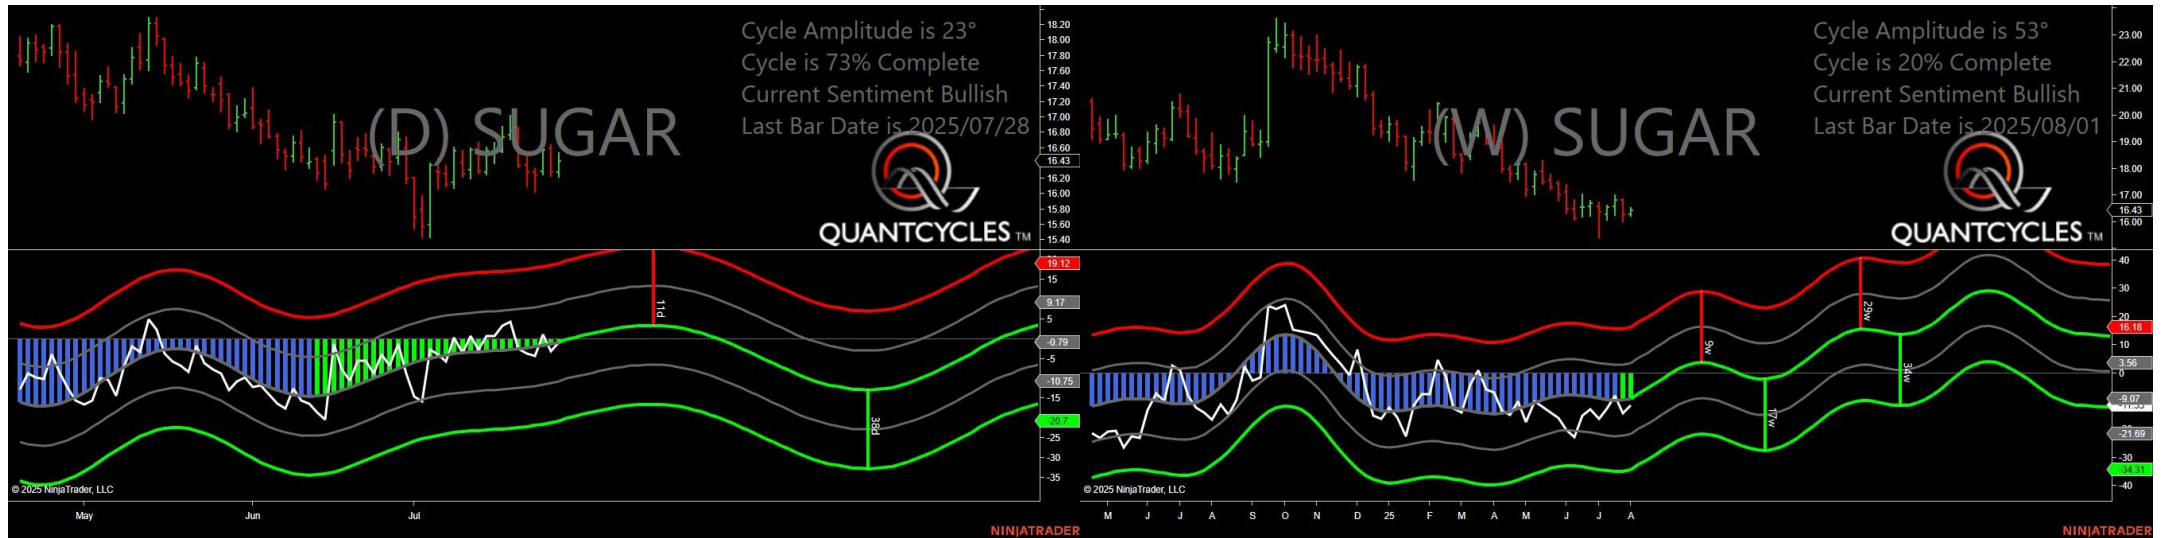 Cycle Amplitude is 23°
Cycle is 73% Complete
Current Sentiment Bullish
Last Bar Date is 2025/07/28
(D) SUGAR
QUANTCYCLES TM
18.20
18.00
17.80
17.60
17.40
17.20
17.00
16.80
16.60
16.43
16.20
16.00
15.80
15.60
15.40
19.12
15
9.17
5
-0.79
-5
-10.75
-15
-20.7
-25
-30
-35
11d
38d
© 2025 NinjaTrader, LLC
May
Jun
Jul
NINJATRADER
Cycle Amplitude is 53°
Cycle is 20% Complete
Current Sentiment Bullish
Last Bar Date is 2025/08/01
(W) SUGAR
QUANTCYCLES TM
23.00
22.00
21.00
20.00
19.00
18.00
17.00
16.43
16.00
40
30
20
16.18
10
3.56
0
-9.07
-21.69
-30
-34.31
-40
9w
17w
29w
34w
© 2025 NinjaTrader, LLC
M
J
J
A
S
O
N
D
25
F
M
A
M
J
J
A
NINJATRADER